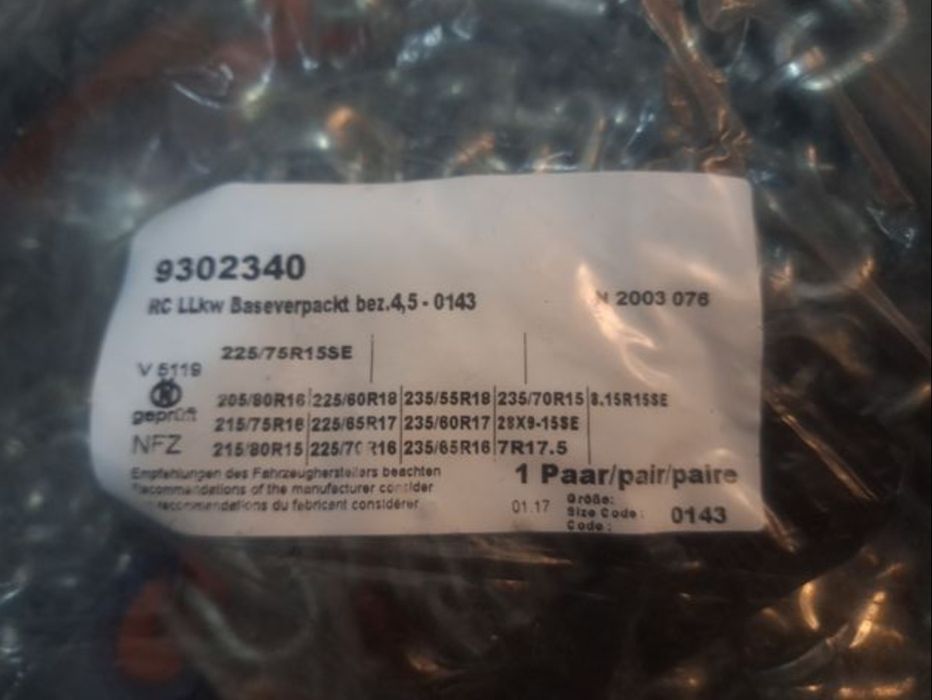 9302340
RC LLkw Baseverpackt bez.4,5 - 0143 N 2003 076
225/75R15SE
V 5119
205/80R16 225/60R18 235/55R18 235/70R15 8.15R15SE
geprüft 215/75R16 225/65R17 235/60R17 28X9-15SE
NFZ 215/80R15 225/70R16 235/65R16 7R17.5
Empfehlungen des Fahrzeugherstellers beachten 1 Paar/pair/paire
Recommendations of the manufacturer consider
recommendations du fabricant considérer 01.17 Größe:
Size Code: 0143
Code: